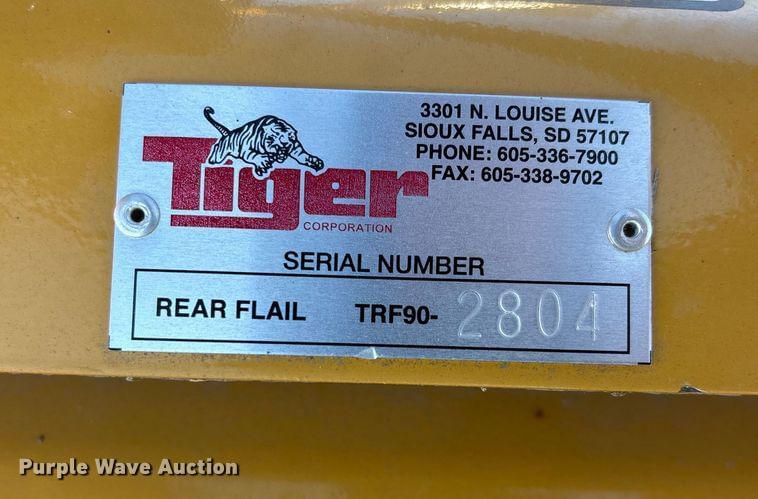 3301 N. LOUISE AVE.
SIOUX FALLS, SD 57107
PHONE: 605-336-7900
FAX: 605-338-9702
Tiger
CORPORATION
SERIAL NUMBER
REAR FLAIL TRF90-2804
Purple Wave Auction